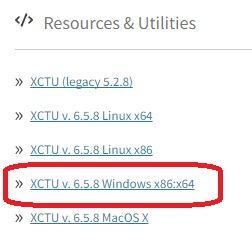 </> Resources & Utilities
» XCTU (legacy 5.2.8)
» XCTU v. 6.5.8 Linux x64
» XCTU v. 6.5.8 Linux x86
» XCTU v. 6.5.8 Windows x86:x64
» XCTU v. 6.5.8 MacOS X